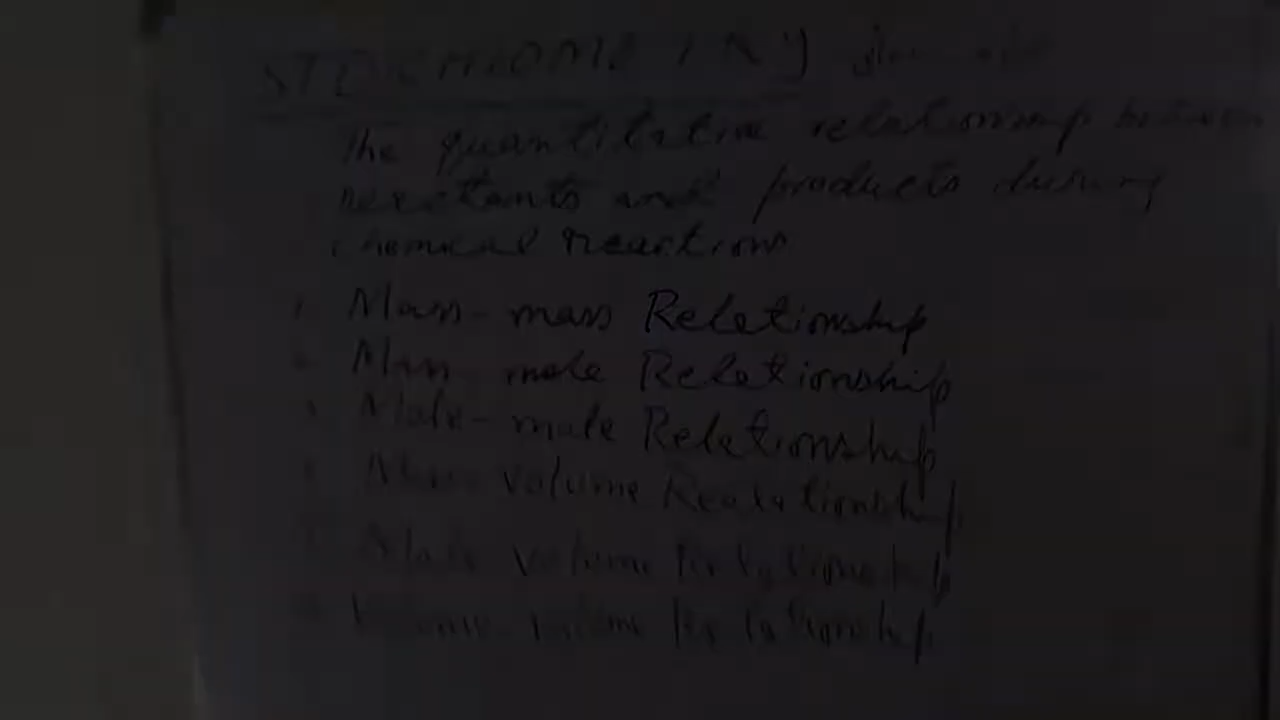 STOICHIOMETRY
The quantitative relationship between
reactants and products during
chemical reactions
Mass - mass Relationship
Mass - mole Relationship
Mole - mole Relationship
Mass volume Realationship
Mole volume Relationship
Volume - volume Relationship